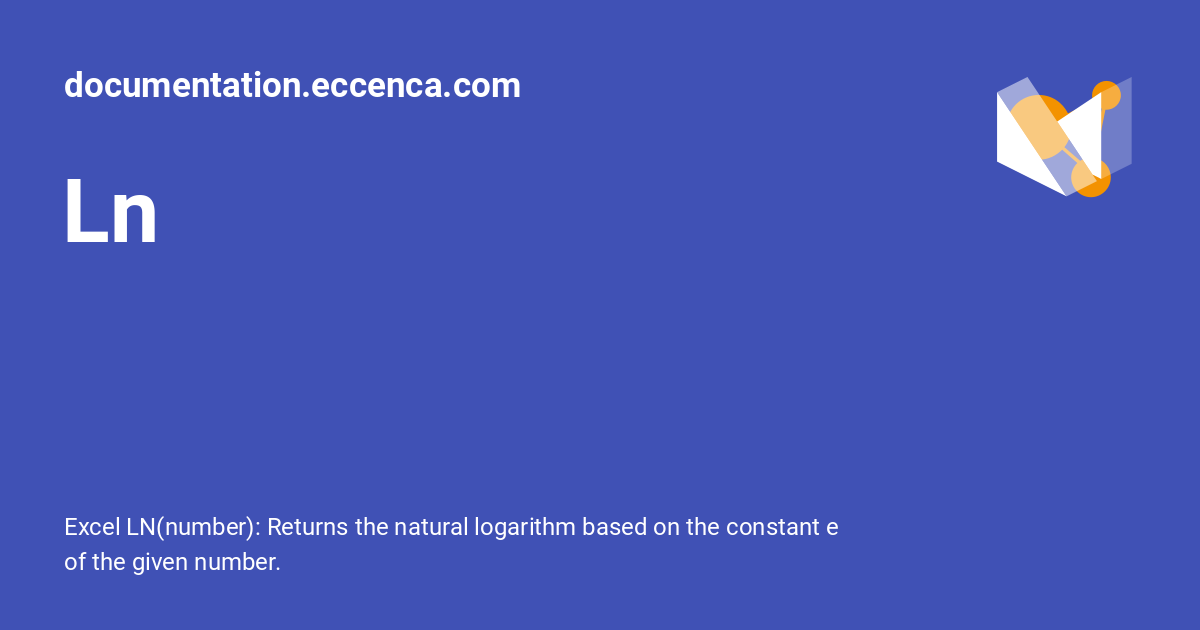 documentation.eccenca.com
Ln
Excel LN(number): Returns the natural logarithm based on the constant e
of the given number.